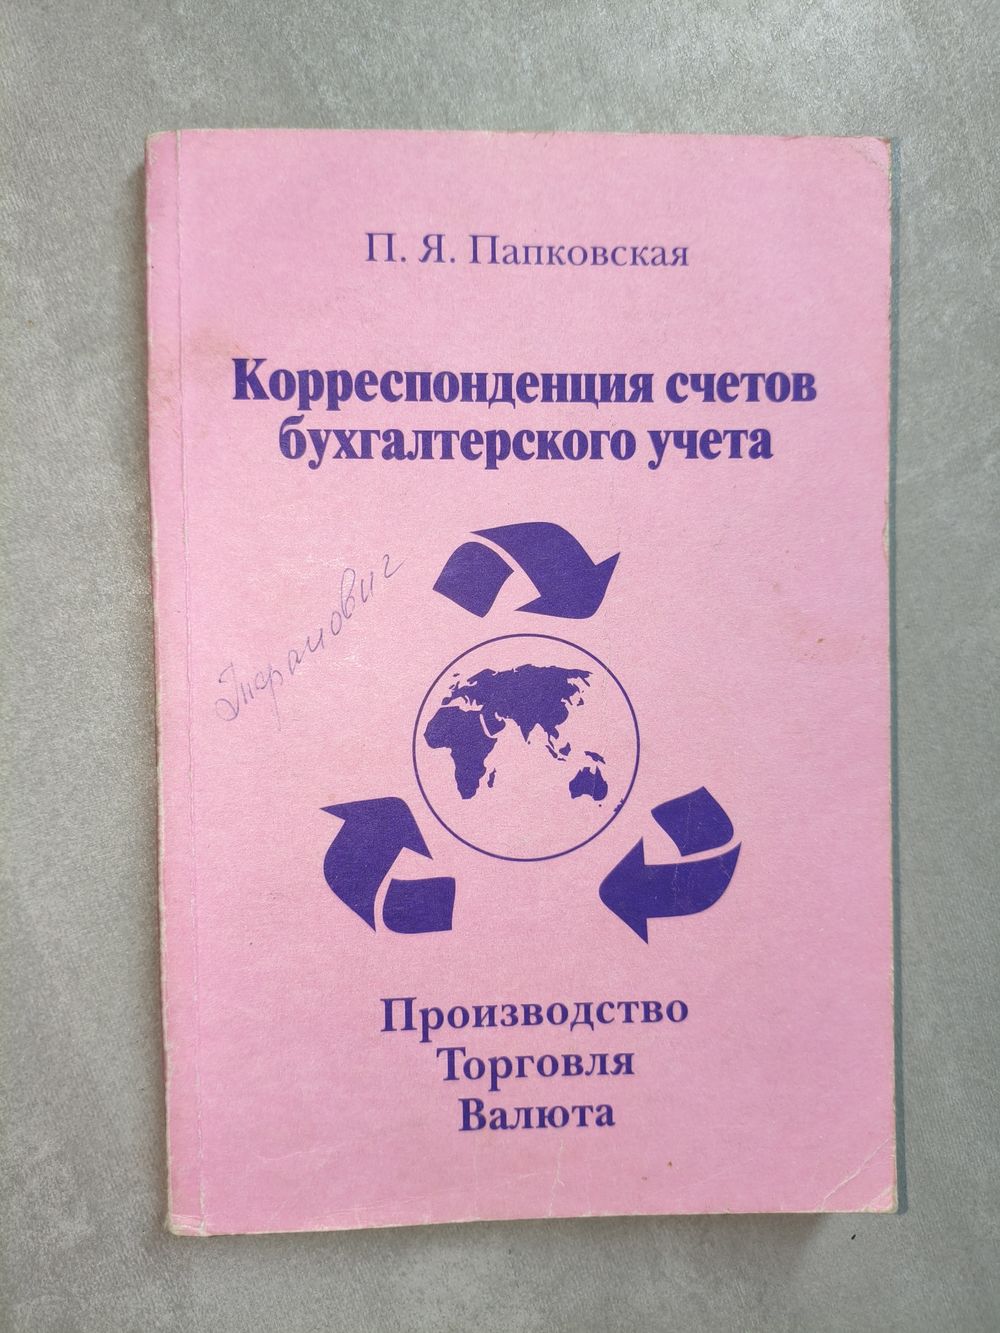 П. Я. Папковская
Корреспонденция счетов
бухгалтерского учета
Производство
Торговля
Валюта